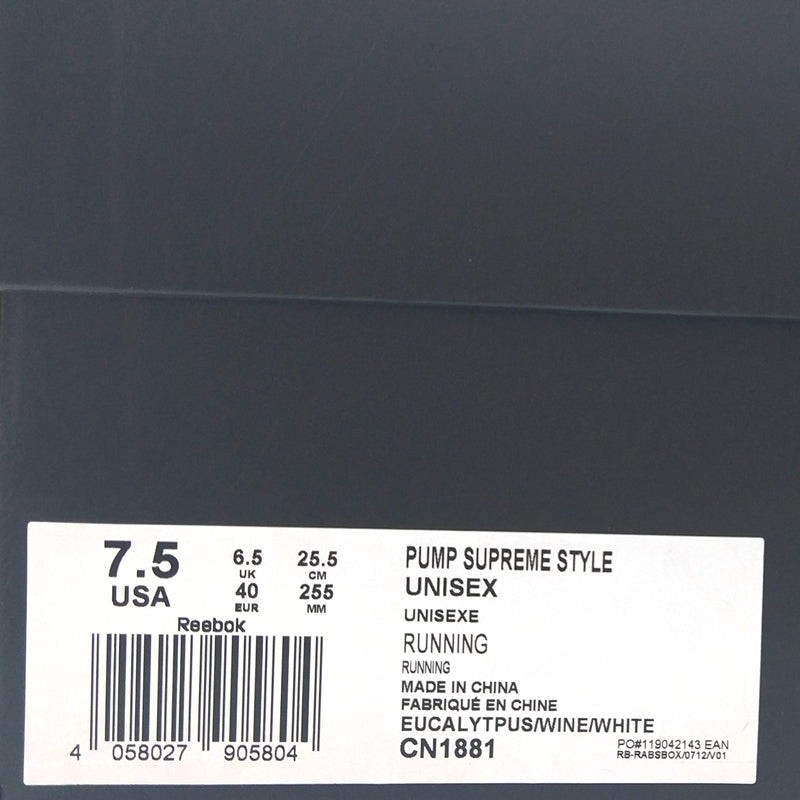 7.5 6.5 25.5 PUMP SUPREME STYLE
UK CM
USA 40 255 UNISEX
EUR MM
UNISEXE
Reebok
RUNNING
RUNNING
MADE IN CHINA
FABRIQUÉ EN CHINE
EUCALYTPUS/WINE/WHITE
4 058027 905804 CN1881 PO#119042143 EAN
RB-RABSBOX/0712/V01